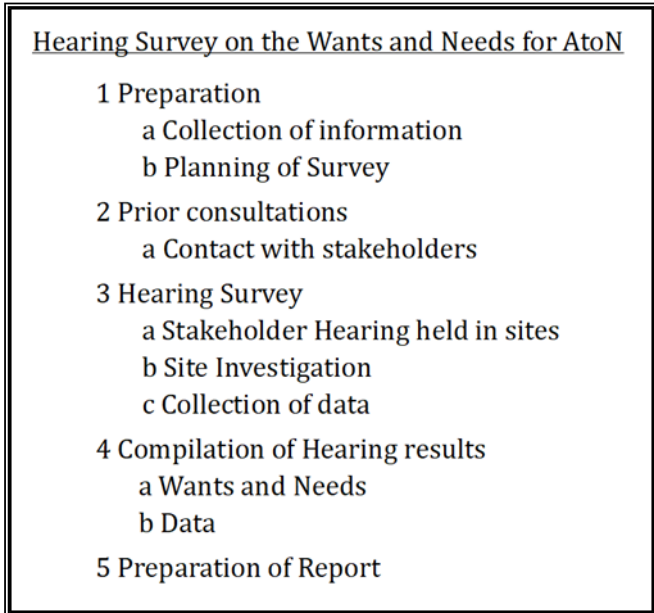 Hearing Survey on the Wants and Needs for AtoN
1 Preparation
a Collection of information
b Planning of Survey
2 Prior consultations
a Contact with stakeholders
3 Hearing Survey
a Stakeholder Hearing held in sites
b Site Investigation
c Collection of data
4 Compilation of Hearing results
a Wants and Needs
b Data
5 Preparation of Report